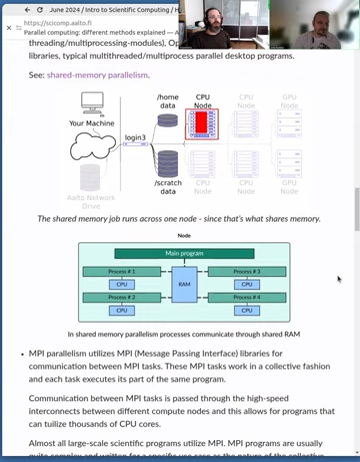 June 2024 / Intro to Scientific Computing / H
https://scicomp.aalto.fi
Parallel computing: different methods explained — A
threading/multiprocessing-modules), Op
libraries, typical multithreaded/multiprocess parallel desktop programs.
See: shared-memory parallelism.
/home data
CPU Node
CPU Node
GPU Node
Your Machine
login3
/scratch data
CPU Node
CPU Node
GPU Node
Aalto Network Drive
The shared memory job runs across one node - since that's what shares memory.
Node
Main program
Process # 1
Process # 3
CPU
RAM
CPU
Process # 2
Process # 4
CPU
CPU
In shared memory parallelism processes communicate through shared RAM
• MPI parallelism utilizes MPI (Message Passing Interface) libraries for
communication between MPI tasks. These MPI tasks work in a collective fashion
and each task executes its part of the same program.
Communication between MPI tasks is passed through the high-speed
interconnects between different compute nodes and this allows for programs that
can tuilize thousands of CPU cores.
Almost all large-scale scientific programs utilize MPI. MPI programs are usually